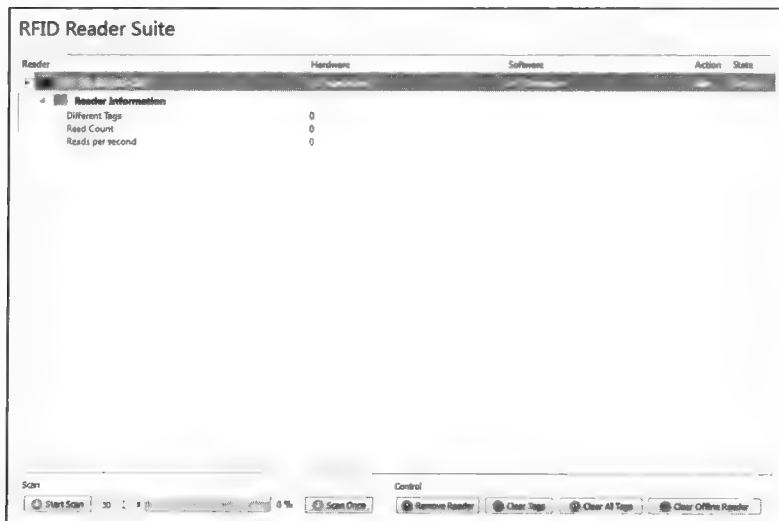 RFID Reader Suite
Reader Hardware Software Action State
Reader Information
Different Tags 0
Read Count 0
Reads per second 0
Scan Control
Start Scan 30 : s 0 % Scan Once Remove Reader Clear Tags Clear All Tags Clear Offline Reader